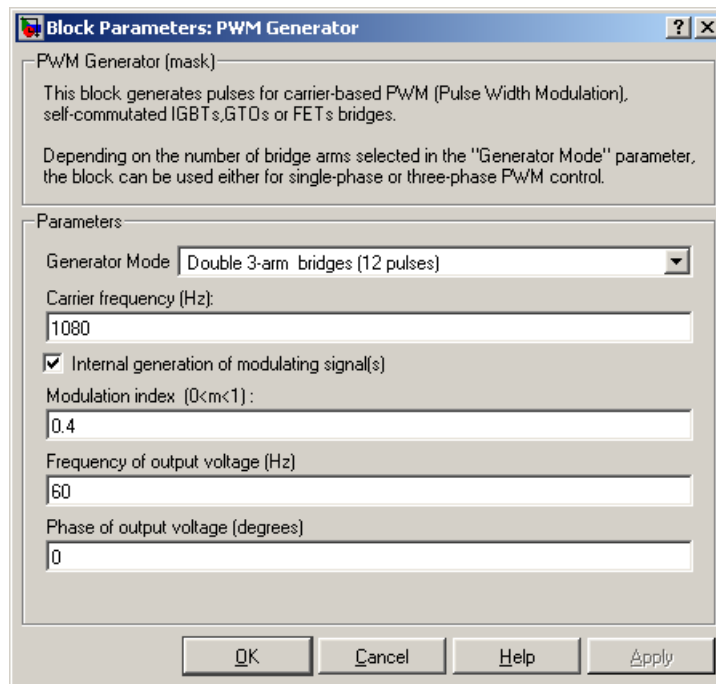 Block Parameters: PWM Generator
PWM Generator (mask)
This block generates pulses for carrier-based PWM (Pulse Width Modulation),
self-commutated IGBTs,GTOs or FETs bridges.
Depending on the number of bridge arms selected in the "Generator Mode" parameter,
the block can be used either for single-phase or three-phase PWM control.
Parameters
Generator Mode Double 3-arm bridges (12 pulses)
Carrier frequency (Hz):
1080
Internal generation of modulating signal(s)
Modulation index (0<m<1) :
0.4
Frequency of output voltage (Hz)
60
Phase of output voltage (degrees)
0
OK Cancel Help Apply